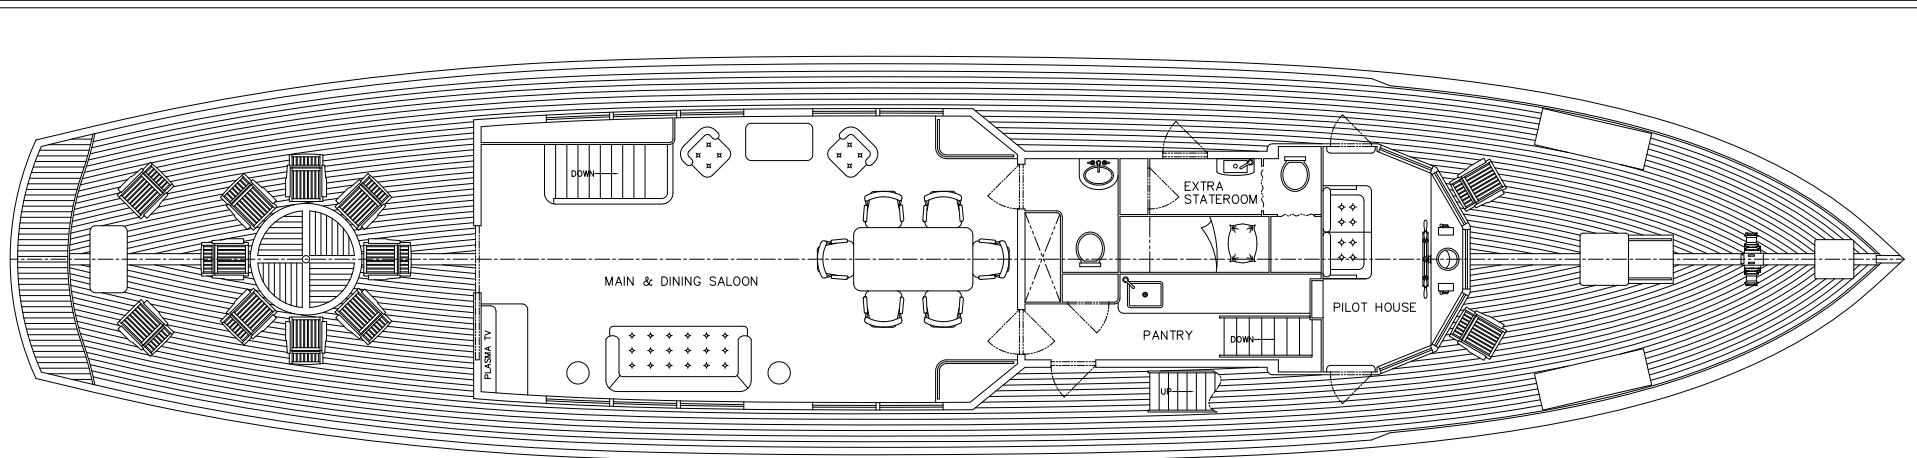 DOWN
EXTRA
STATEROOM
MAIN & DINING SALOON
PILOT HOUSE
PLASMA TV
PANTRY
DOWN
UP